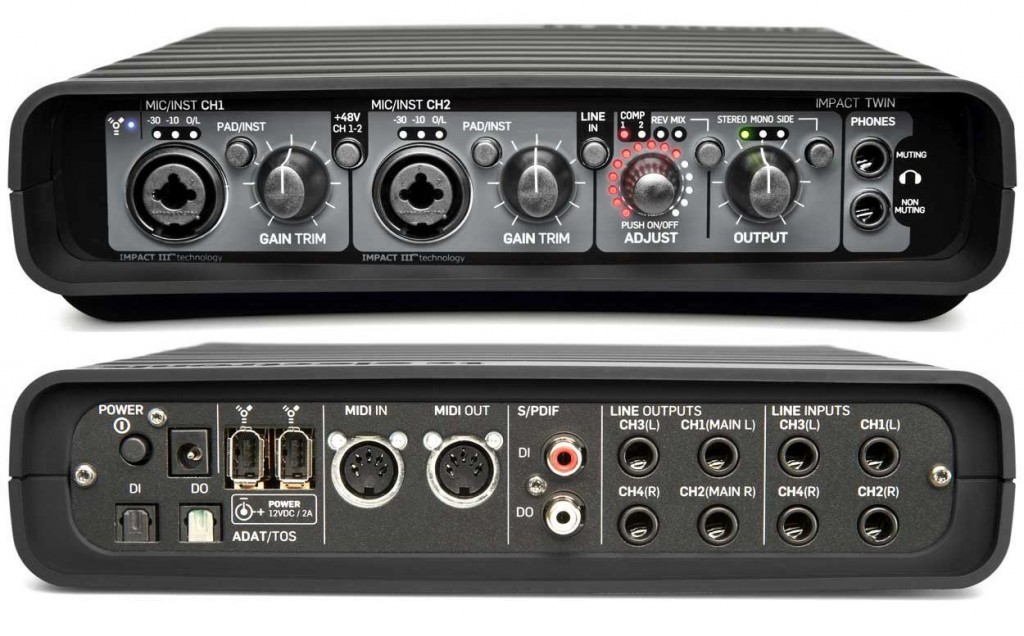 MIC/INST CH1
-30 -10 O/L
PAD/INST
+48V
CH 1-2
GAIN TRIM
IMPACT III™ technology
MIC/INST CH2
-30 -10 O/L
PAD/INST
LINE
IN
GAIN TRIM
IMPACT III™ technology
COMP
1 2
REV MIX
PUSH ON/OFF
ADJUST
STEREO MONO SIDE
OUTPUT
IMPACT TWIN
PHONES
MUTING
NON
MUTING
POWER
DI
DO
POWER
12VDC / 2A
ADAT/TOS
MIDI IN
MIDI OUT
S/PDIF
DI
DO
LINE OUTPUTS
CH3(L)
CH1(MAIN L)
CH4(R)
CH2(MAIN R)
LINE INPUTS
CH3(L)
CH1(L)
CH4(R)
CH2(R)